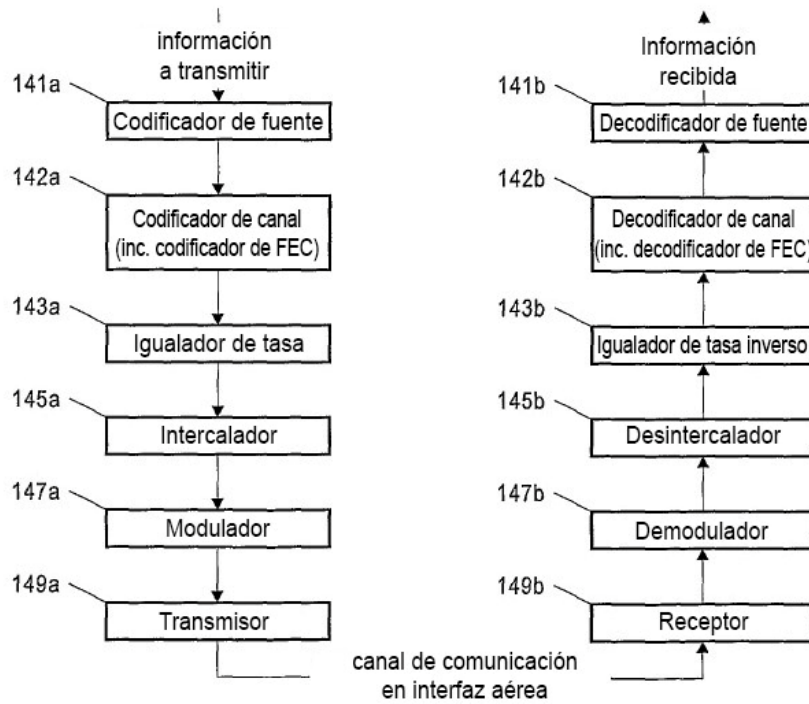 información
a transmitir
141a
Codificador de fuente
142a
Codificador de canal
(inc. codificador de FEC)
143a
Igualador de tasa
145a
Intercalador
147a
Modulador
149a
Transmisor
canal de comunicación
en interfaz aérea
Información
recibida
141b
Decodificador de fuente
142b
Decodificador de canal
(inc. decodificador de FEC)
143b
Igualador de tasa inverso
145b
Desintercalador
147b
Demodulador
149b
Receptor